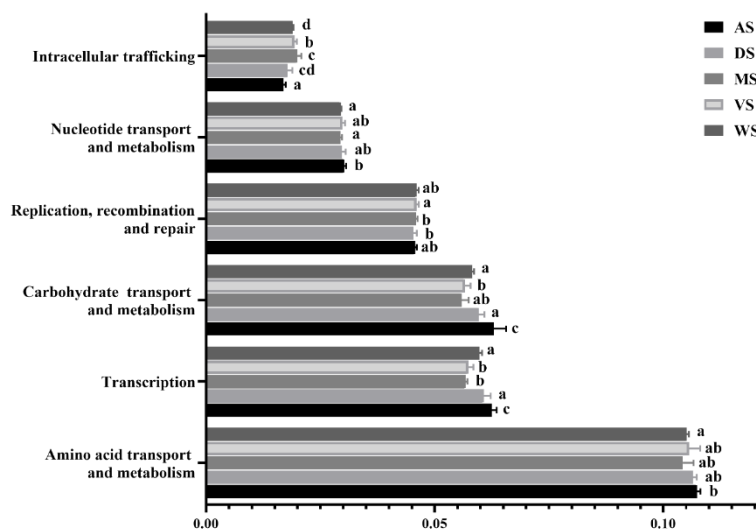 d
b
Intracellular trafficking
c
cd
a
a
ab
Nucleotide transport
and metabolism
a
ab
b
ab
a
Replication, recombination
and repair
b
b
ab
a
b
Carbohydrate transport
and metabolism
ab
a
c
a
b
Transcription
b
a
c
a
ab
Amino acid transport
and metabolism
ab
ab
b
0.00
0.05
0.10
AS
DS
MS
VS
WS